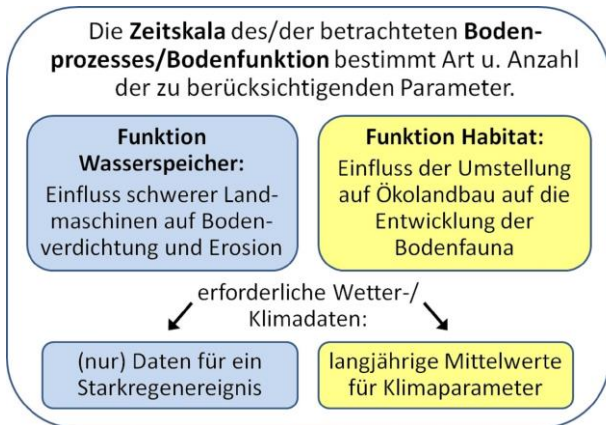 Die Zeitskala des/der betrachteten Boden-
prozesses/Bodenfunktion bestimmt Art u. Anzahl
der zu berücksichtigenden Parameter.
Funktion
Wasserspeicher:
Einfluss schwerer Land-
maschinen auf Boden-
verdichtung und Erosion
Funktion Habitat:
Einfluss der Umstellung
auf Ökolandbau auf die
Entwicklung der
Bodenfauna
erforderliche Wetter-/
Klimadaten:
(nur) Daten für ein
Starkregenereignis
langjährige Mittelwerte
für Klimaparameter